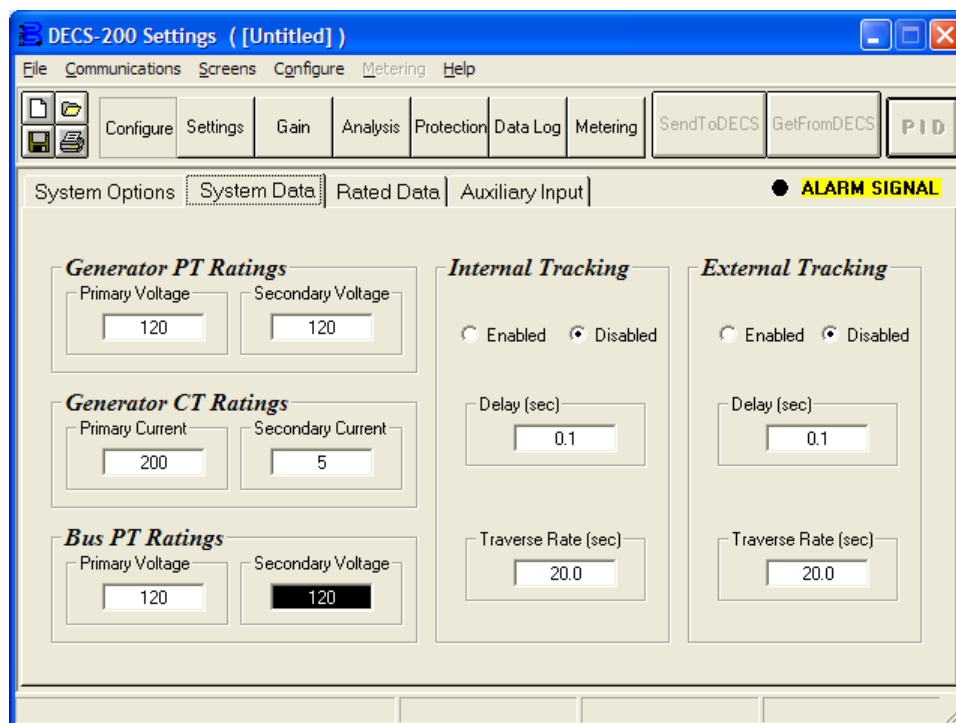 DECS-200 Settings ( [Untitled] )
File Communications Screens Configure Metering Help
Configure Settings Gain Analysis Protection Data Log Metering SendToDECS GetFromDECS PID
System Options System Data Rated Data Auxiliary Input ALARM SIGNAL
Generator PT Ratings
Primary Voltage Secondary Voltage
120 120
Generator CT Ratings
Primary Current Secondary Current
200 5
Bus PT Ratings
Primary Voltage Secondary Voltage
120 120
Internal Tracking
Enabled Disabled
Delay (sec)
0.1
Traverse Rate (sec)
20.0
External Tracking
Enabled Disabled
Delay (sec)
0.1
Traverse Rate (sec)
20.0